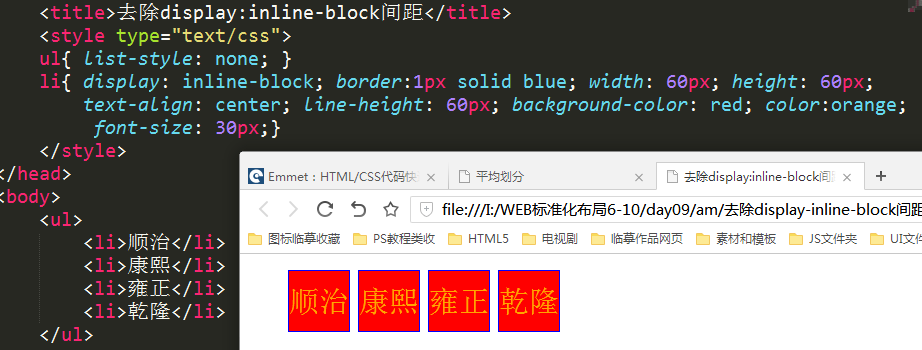 <title>去除display:inline-block间距</title>
<style type="text/css">
ul{ list-style: none; }
li{ display: inline-block; border:1px solid blue; width: 60px; height: 60px;
text-align: center; line-height: 60px; background-color: red; color:orange;
font-size: 30px;}
</style>
</head>
<body>
<ul>
<li>顺治</li>
<li>康熙</li>
<li>雍正</li>
<li>乾隆</li>
</ul>
Emmet：HTML/CSS代码快 平均划分 去除display:inline-block间距
file:///I:/WEB标准化布局6-10/day09/am/去除display-inline-block间距
图标临摹收藏 PS教程类收 HTML5 电视剧 临摹作品网页 素材和模板 JS文件夹 UI文件
顺治 康熙 雍正 乾隆